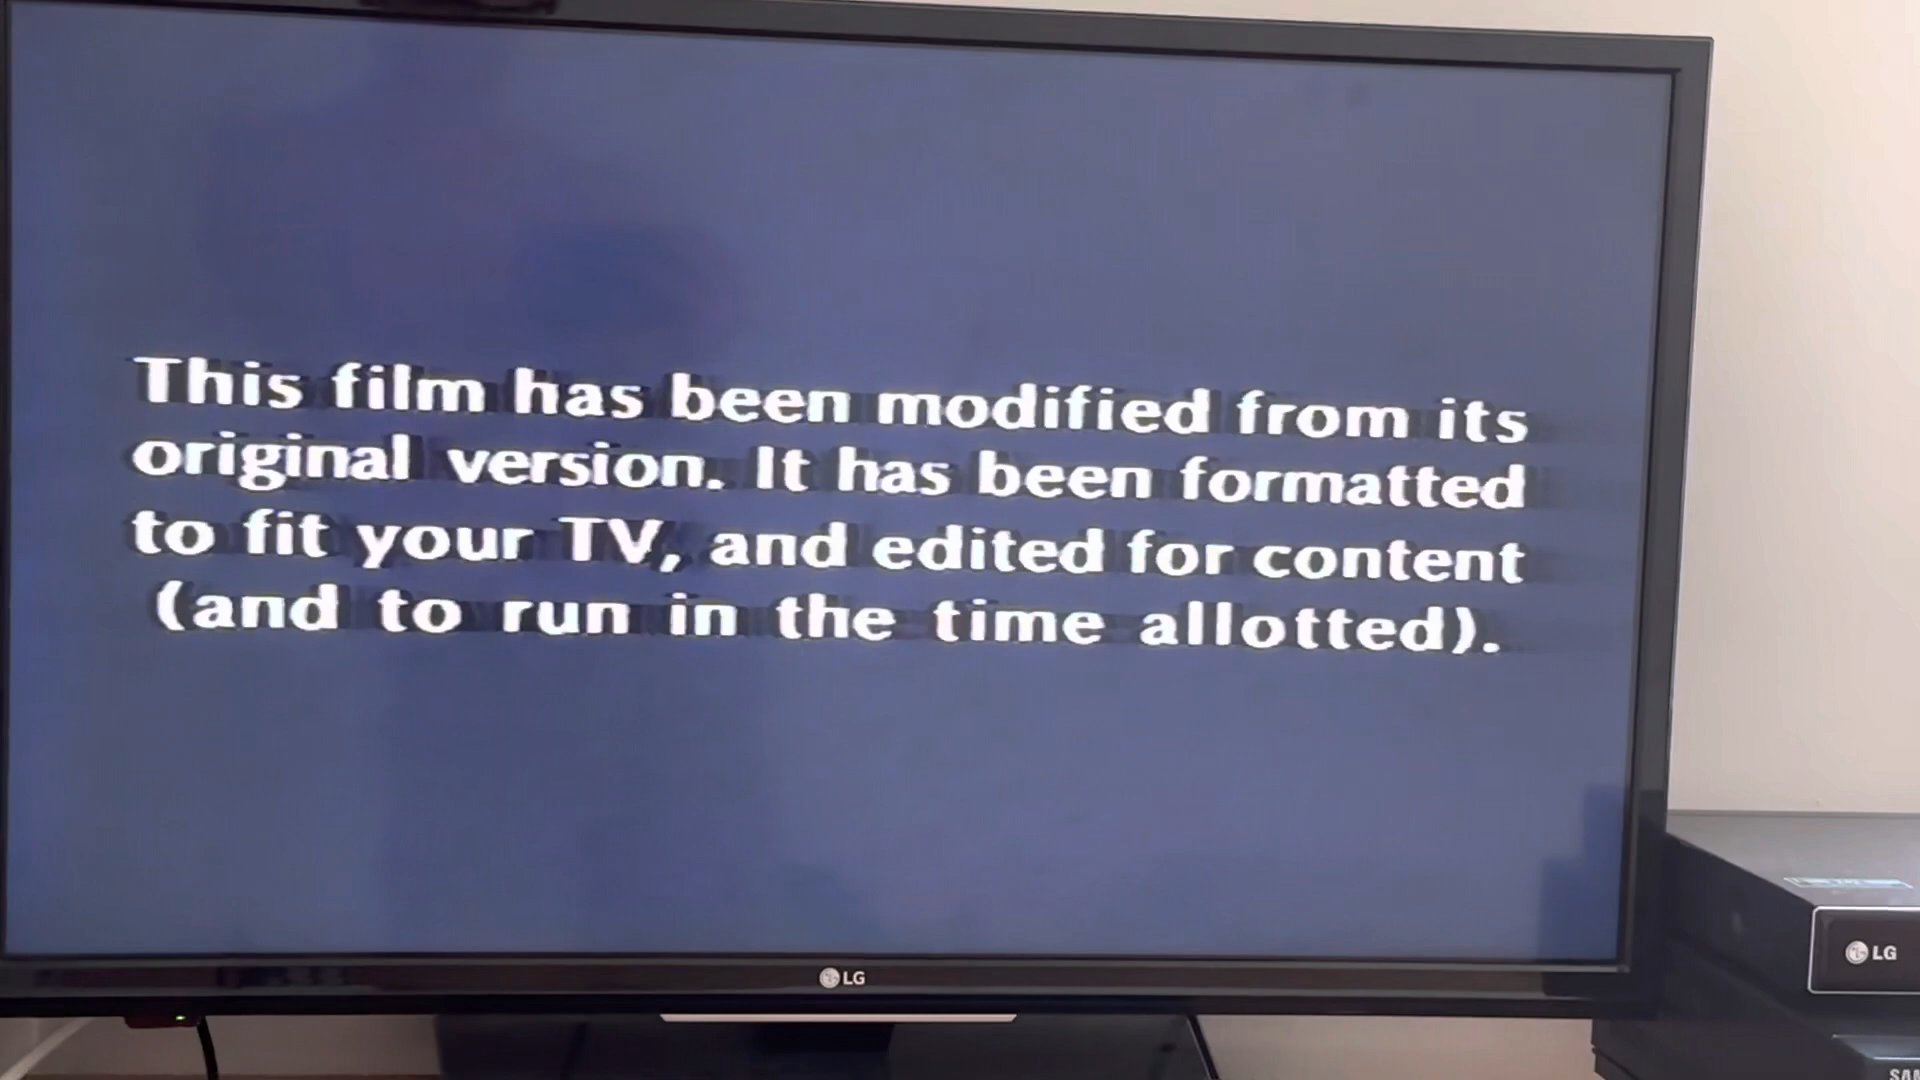 This film has been modified from its
original version. It has been formatted
to fit your TV, and edited for content
(and to run in the time allotted).
LG
LG